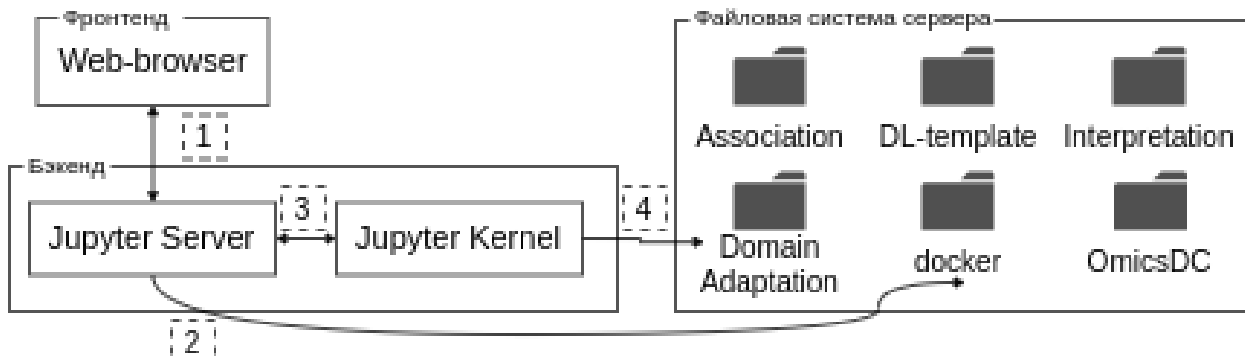 Фронтенд
Web-browser
1
Бэкенд
Jupyter Server
3
Jupyter Kernel
4
2
Файловая система сервера
Association
DL-template
Interpretation
Domain
Adaptation
docker
OmicsDC